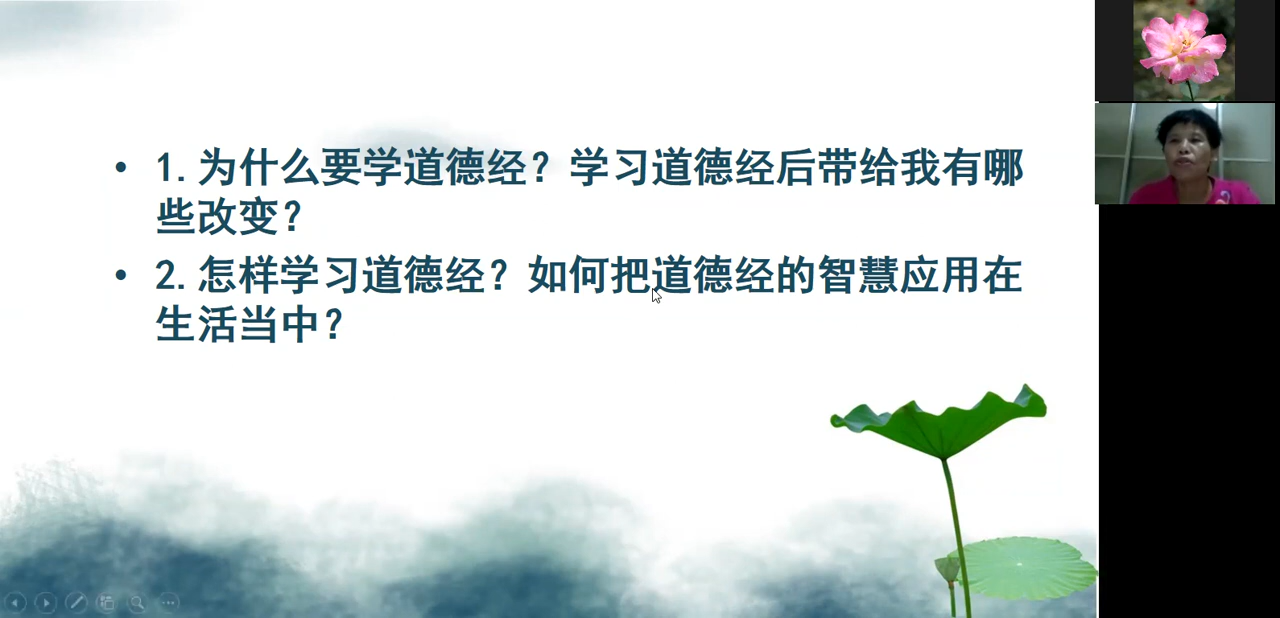 • 1.为什么要学道德经？学习道德经后带给我有哪
些改变？
• 2.怎样学习道德经？如何把道德经的智慧应用在
生活当中？